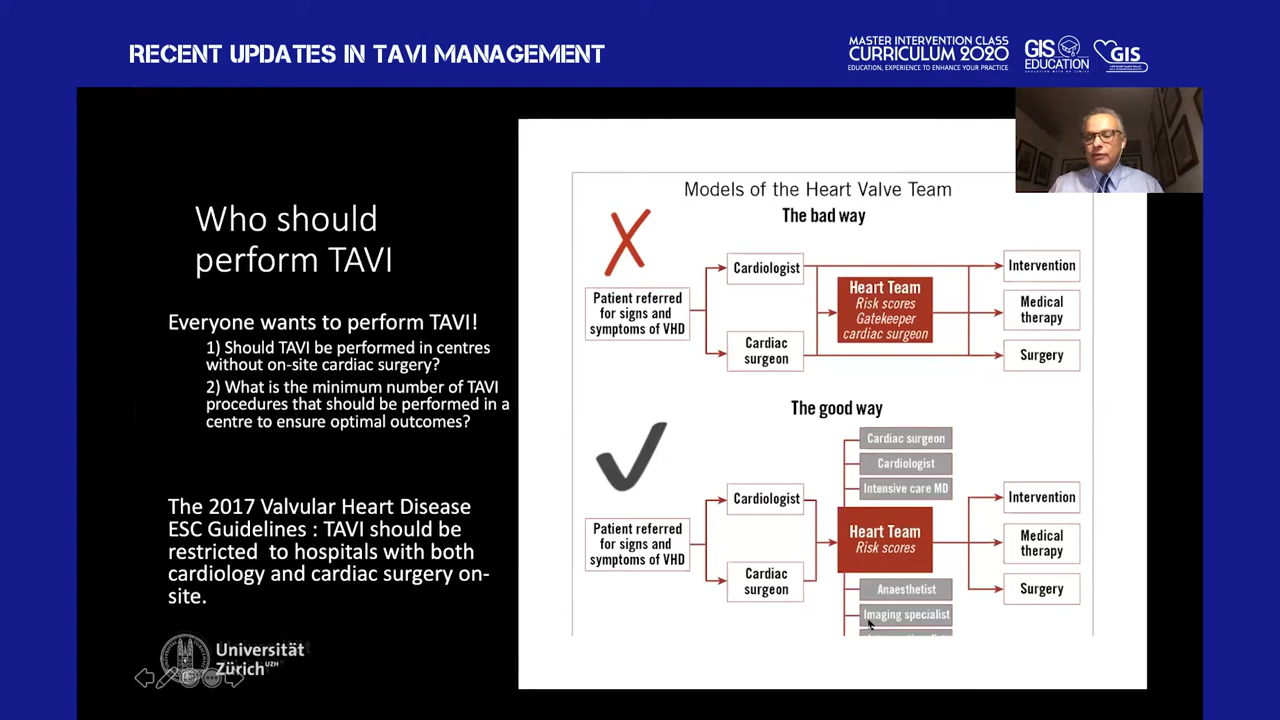 RECENT UPDATES IN TAVI MANAGEMENT
MASTER INTERVENTION CLASS
CURRICULUM 2020
EDUCATION, EXPERIENCE TO ENHANCE YOUR PRACTICE
GIS
EDUCATION
GIS
Who should
perform TAVI
Everyone wants to perform TAVI!
1) Should TAVI be performed in centres
without on-site cardiac surgery?
2) What is the minimum number of TAVI
procedures that should be performed in a
centre to ensure optimal outcomes?
The 2017 Valvular Heart Disease
ESC Guidelines : TAVI should be
restricted to hospitals with both
cardiology and cardiac surgery on-
site.
Universität
Zürich UZH
Models of the Heart Valve Team
The bad way
Patient referred
for signs and
symptoms of VHD
Cardiologist
Cardiac
surgeon
Heart Team
Risk scores
Gatekeeper
cardiac surgeon
Intervention
Medical
therapy
Surgery
The good way
Patient referred
for signs and
symptoms of VHD
Cardiologist
Cardiac
surgeon
Cardiac surgeon
Cardiologist
Intensive care MD
Heart Team
Risk scores
Anaesthetist
Imaging specialist
Intervention
Medical
therapy
Surgery